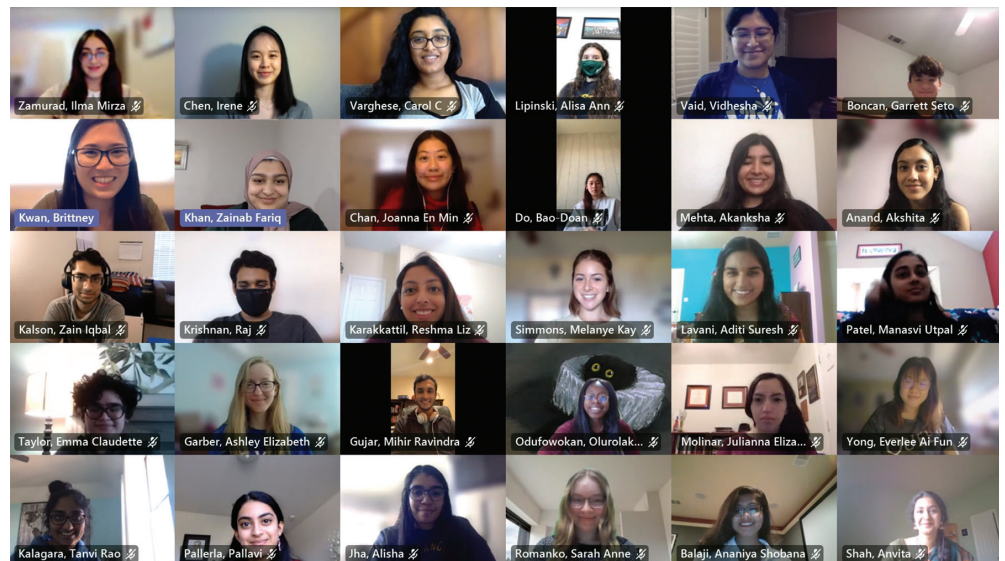 Zamurad, Ilma Mirza
Chen, Irene
Varghese, Carol C
Lipinski, Alisa Ann
Vaid, Vidhesha
Boncan, Garrett Seto
Kwan, Brittney
Khan, Zainab Fariq
Chan, Joanna En Min
Do, Bao-Doan
Mehta, Akanksha
Anand, Akshita
Kalson, Zain Iqbal
Krishnan, Raj
Karakkattil, Reshma Liz
Simmons, Melanye Kay
Lavani, Aditi Suresh
Patel, Manasvi Utpal
Taylor, Emma Claudette
Garber, Ashley Elizabeth
Gujar, Mihir Ravindra
Odufowokan, Olurolak...
Molinar, Julianna Eliza...
Yong, Everlee Ai Fun
Kalagara, Tanvi Rao
Pallerla, Pallavi
Jha, Alisha
Romanko, Sarah Anne
Balaji, Ananiya Shobana
Shah, Anvita